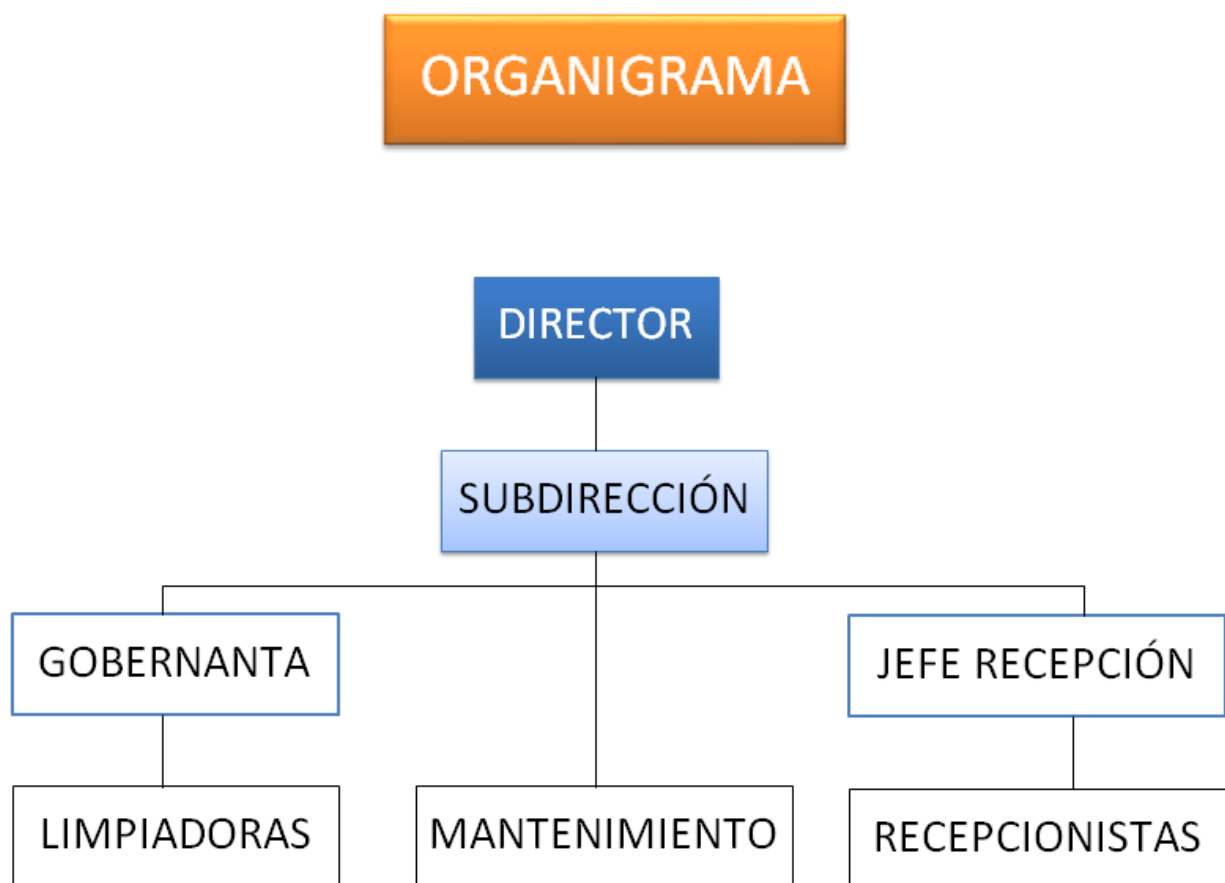 ORGANIGRAMA
DIRECTOR
SUBDIRECCIÓN
GOBERNANTA
JEFE RECEPCIÓN
LIMPIADORAS
MANTENIMIENTO
RECEPCIONISTAS